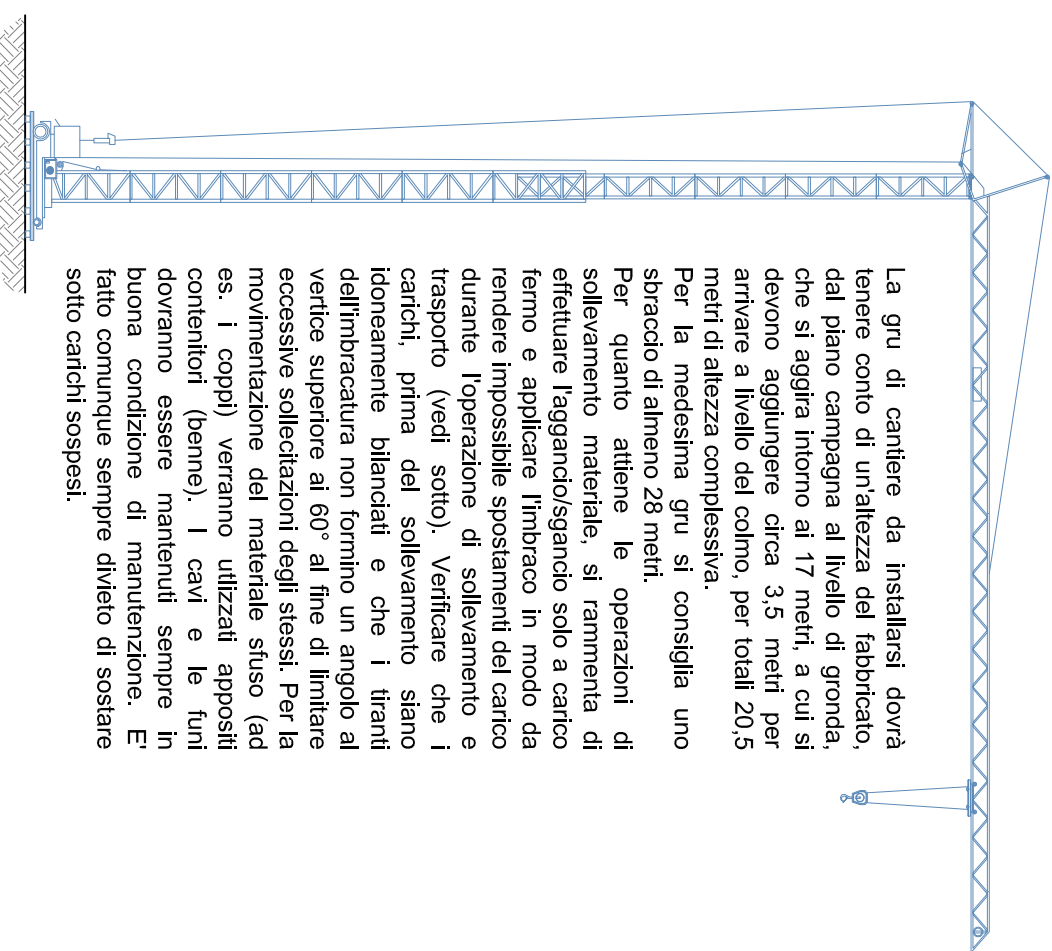 La gru di cantiere da installarsi dovrà
tenere conto di un'altezza del fabbricato,
dal piano campagna al livello di gronda,
che si aggira intorno ai 17 metri, a cui si
devono aggiungere circa 3,5 metri per
arrivare a livello del colmo, per totali 20,5
metri di altezza complessiva.
Per la medesima gru si consiglia uno
sbraccio di almeno 28 metri.
Per quanto attiene le operazioni di
sollevamento materiale, si rammenta di
effettuare l'aggancio/sgancio solo a carico
fermo e applicare l'imbraco in modo da
rendere impossibile spostamenti del carico
durante l'operazione di sollevamento e
trasporto (vedi sotto). Verificare che i
carichi, prima del sollevamento siano
idoneamente bilanciati e che i tiranti
dell'imbracatura non formino un angolo al
vertice superiore ai 60° al fine di limitare
eccessive sollecitazioni degli stessi. Per la
movimentazione del materiale sfuso (ad
es. i coppi) verranno utlizzati appositi
contenitori (benne). I cavi e le funi
dovranno essere mantenuti sempre in
buona condizione di manutenzione. E'
fatto comunque sempre divieto di sostare
sotto carichi sospesi.